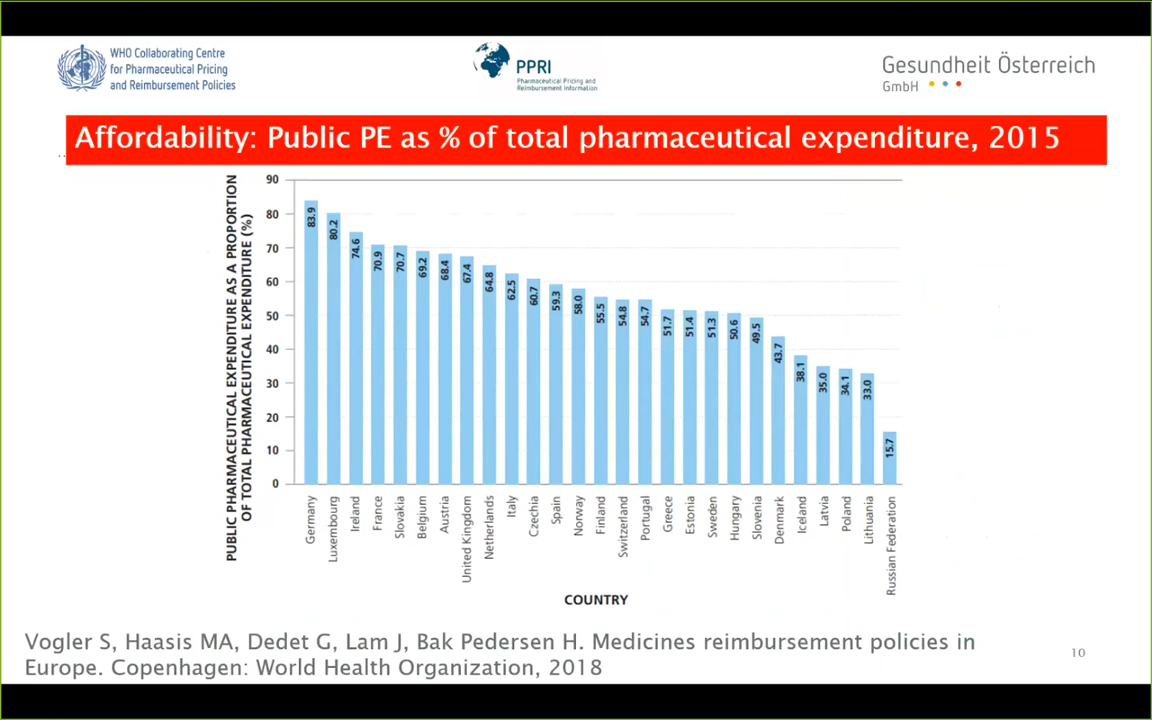 WHO Collaborating Centre
for Pharmaceutical Pricing
and Reimbursement Policies
PPRI
Pharmaceutical Pricing and
Reimbursement Information
Gesundheit Österreich
GmbH
Affordability: Public PE as % of total pharmaceutical expenditure, 2015
PUBLIC PHARMACEUTICAL EXPENDITURE AS A PROPORTION
OF TOTAL PHARMACEUTICAL EXPENDITURE (%)
90
80
70
60
50
40
30
20
10
0
83.9
80.2
74.6
70.9
70.7
69.2
68.4
67.4
64.8
62.5
60.7
59.3
58.0
55.5
54.8
54.7
51.7
51.4
51.3
50.6
49.5
43.7
38.1
35.0
34.1
33.0
15.7
Germany
Luxembourg
Ireland
France
Slovakia
Belgium
Austria
United Kingdom
Netherlands
Italy
Czechia
Spain
Norway
Finland
Switzerland
Portugal
Greece
Estonia
Sweden
Hungary
Slovenia
Denmark
Iceland
Latvia
Poland
Lithuania
Russian Federation
COUNTRY
Vogler S, Haasis MA, Dedet G, Lam J, Bak Pedersen H. Medicines reimbursement policies in
Europe. Copenhagen: World Health Organization, 2018
10